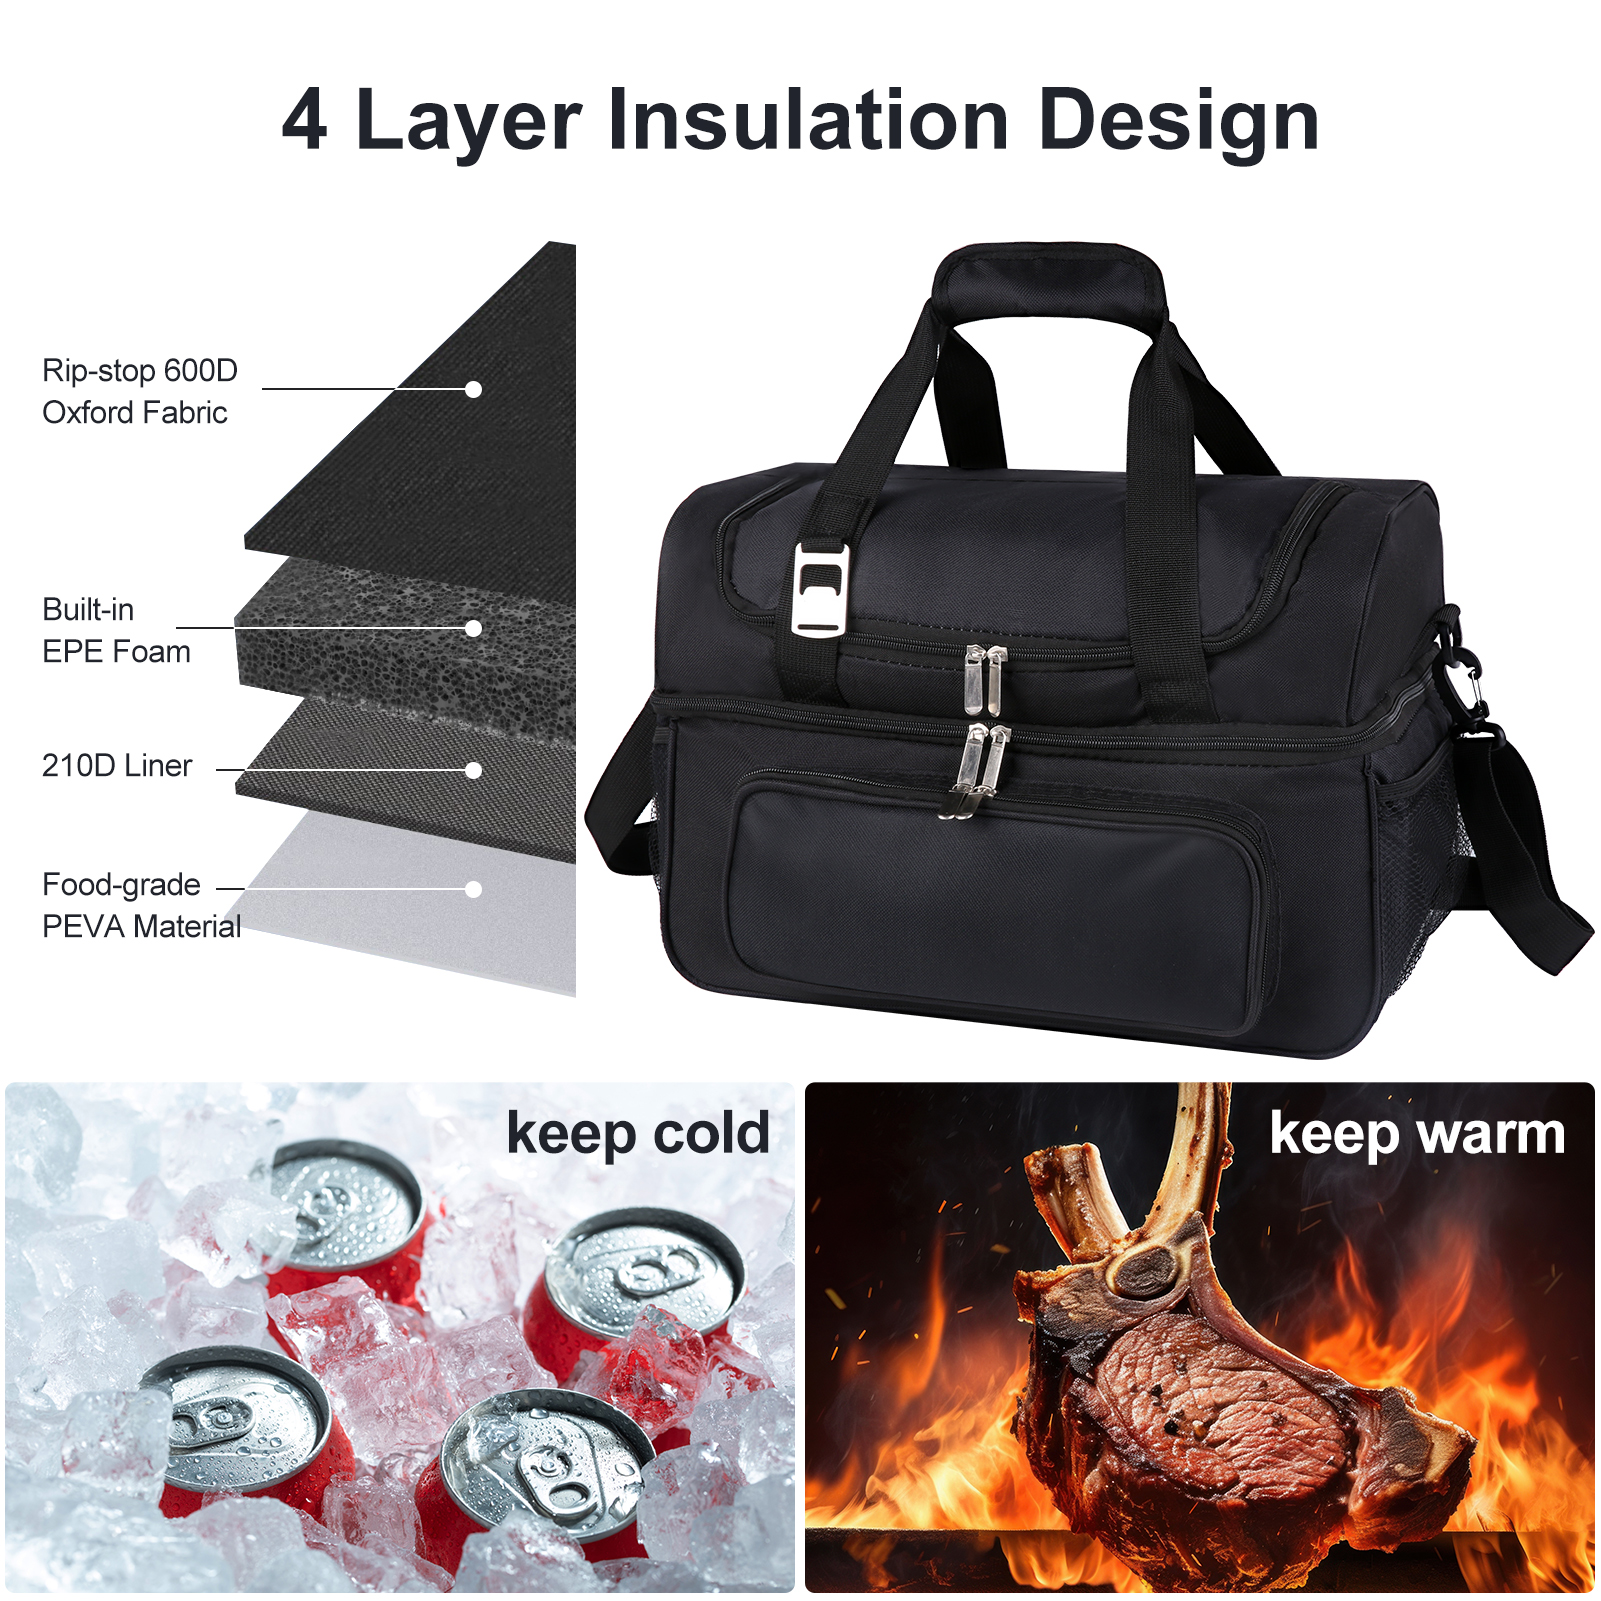 4 Layer Insulation Design
Rip-stop 600D
Oxford Fabric
Built-in
EPE Foam
210D Liner
Food-grade
PEVA Material
keep cold
keep warm